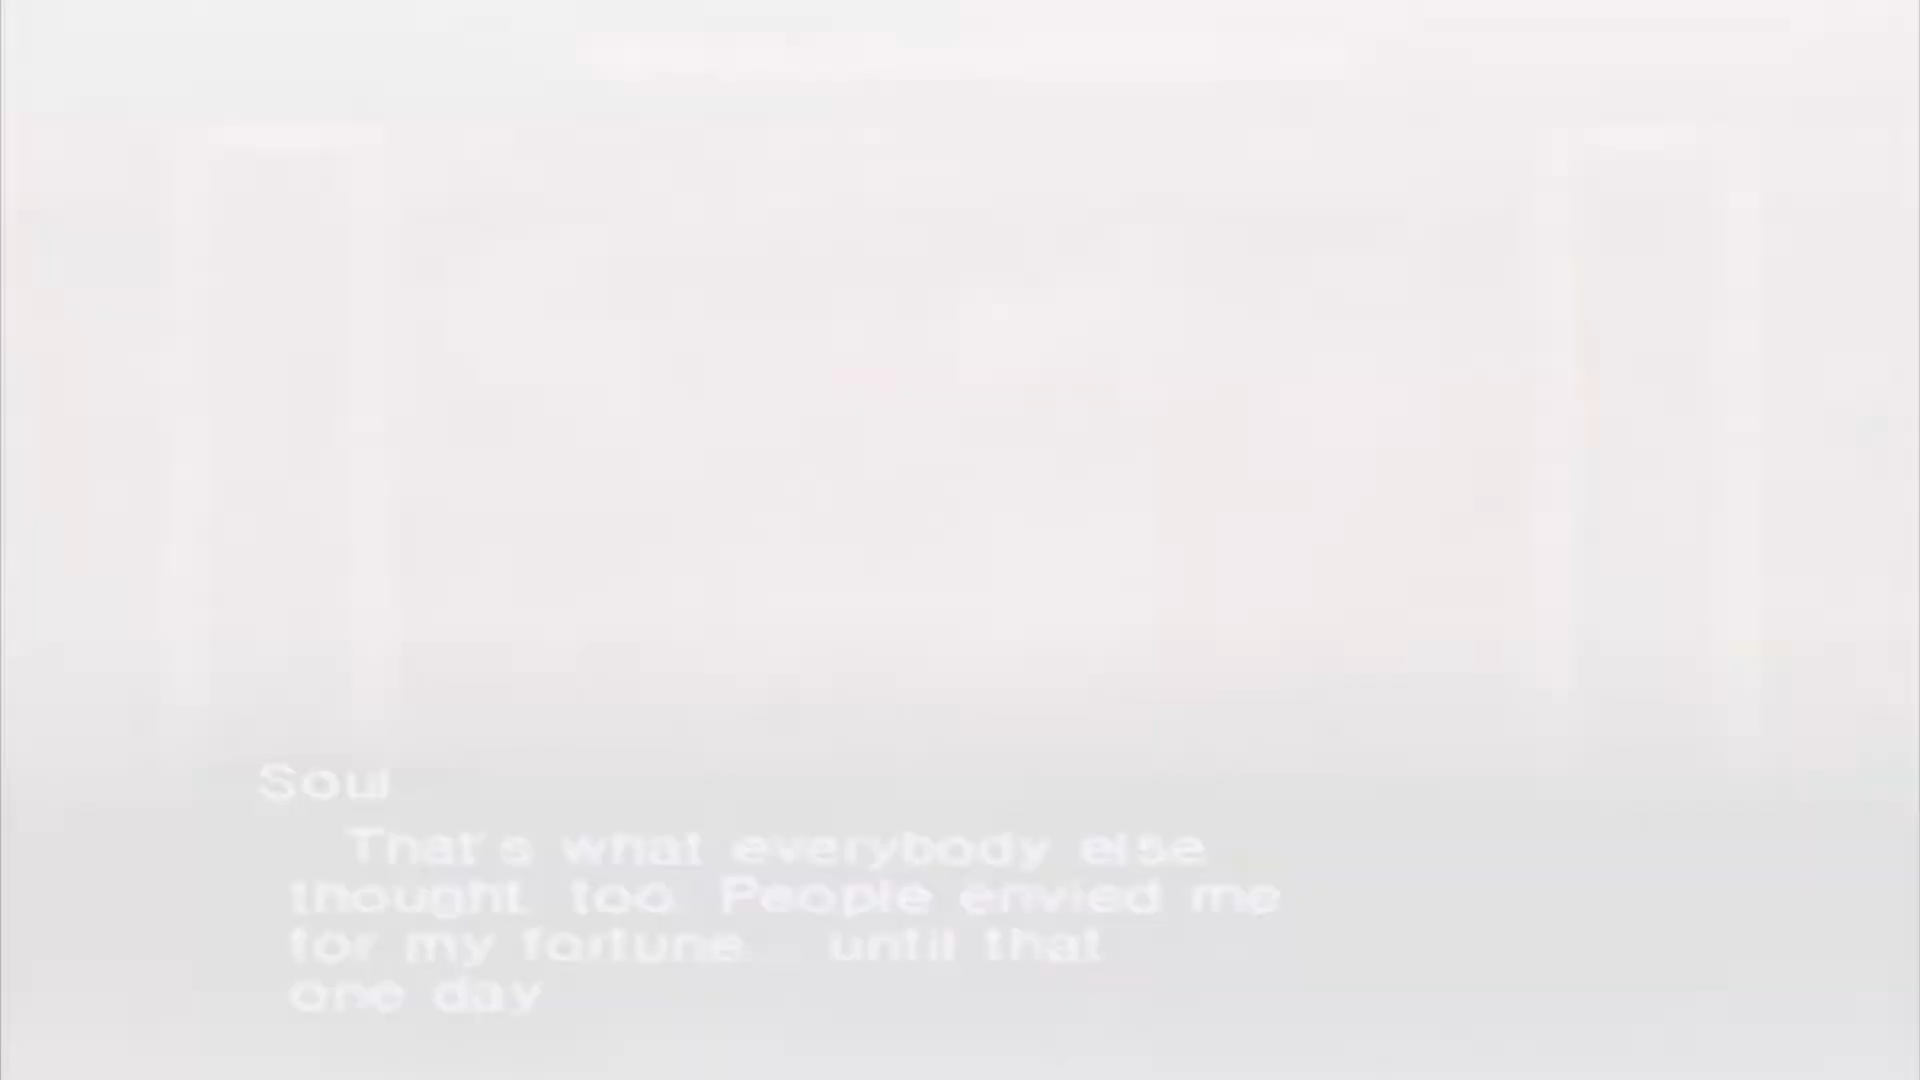 Soul
That's what everybody else
thought, too. People envied me
for my fortune... until that
one day